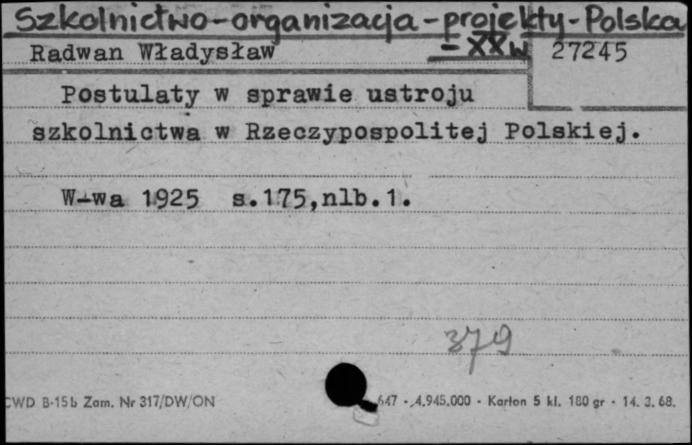 Szkolnictwo-organizacja-projekty-Polska
Radwan Władysław - XXw 27245
Postulaty w sprawie ustroju
szkolnictwa w Rzeczypospolitej Polskiej.
W-wa 1925 s.175,nlb.1.
379
CWD B-15b Zam. Nr 317/DW/ON 647 - 4.945.000 - Karton 5 kl. 180 gr - 14. 3. 68.